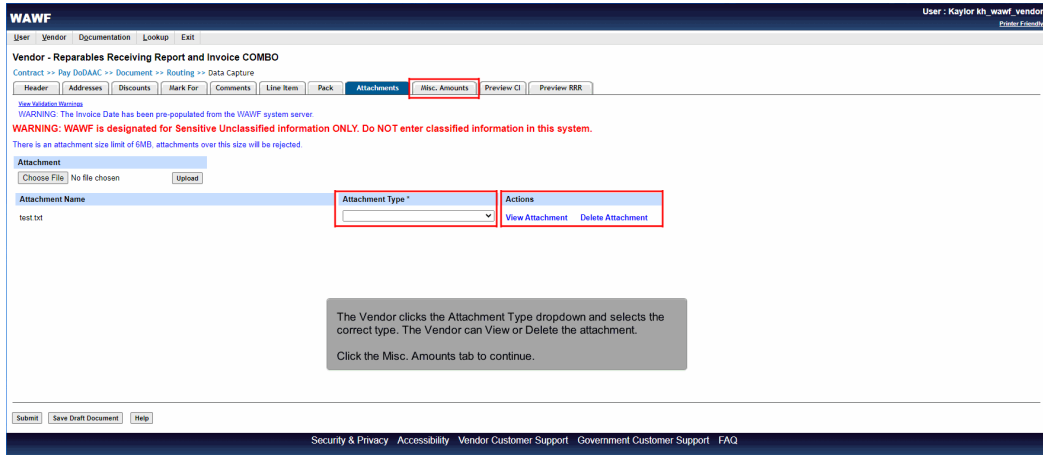 WAWF
User : Kaylor kh_wawf_vendor
Printer Friendly
User Vendor Documentation Lookup Exit
Vendor - Reparables Receiving Report and Invoice COMBO
Contract >> Pay DoDAAC >> Document >> Routing >> Data Capture
Header Addresses Discounts Mark For Comments Line Item Pack Attachments Misc. Amounts Preview CI Preview RRR
View Validation Warnings
WARNING: The Invoice Date has been pre-populated from the WAWF system server.
WARNING: WAWF is designated for Sensitive Unclassified information ONLY. Do NOT enter classified information in this system.
There is an attachment size limit of 6MB, attachments over this size will be rejected.
Attachment
Choose File No file chosen Upload
Attachment Name Attachment Type * Actions
test.txt View Attachment Delete Attachment
The Vendor clicks the Attachment Type dropdown and selects the
correct type. The Vendor can View or Delete the attachment.
Click the Misc. Amounts tab to continue.
Submit Save Draft Document Help
Security & Privacy Accessibility Vendor Customer Support Government Customer Support FAQ